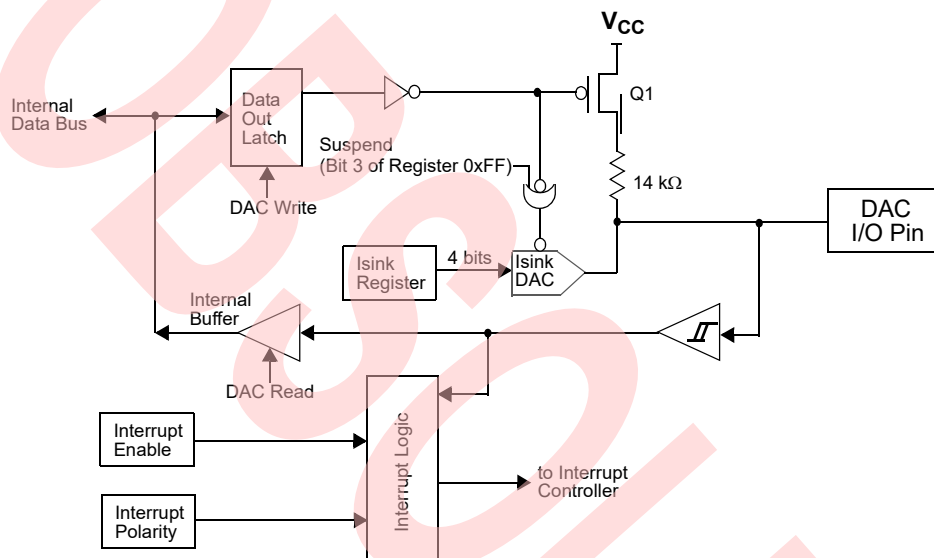 VCC
Q1
Internal
Data Bus
Data
Out
Latch
Suspend
(Bit 3 of Register 0xFF)
14 kΩ
DAC Write
DAC
I/O Pin
Isink
Register
4 bits
Isink
DAC
Internal
Buffer
DAC Read
Interrupt
Enable
Interrupt Logic
to Interrupt
Controller
Interrupt
Polarity